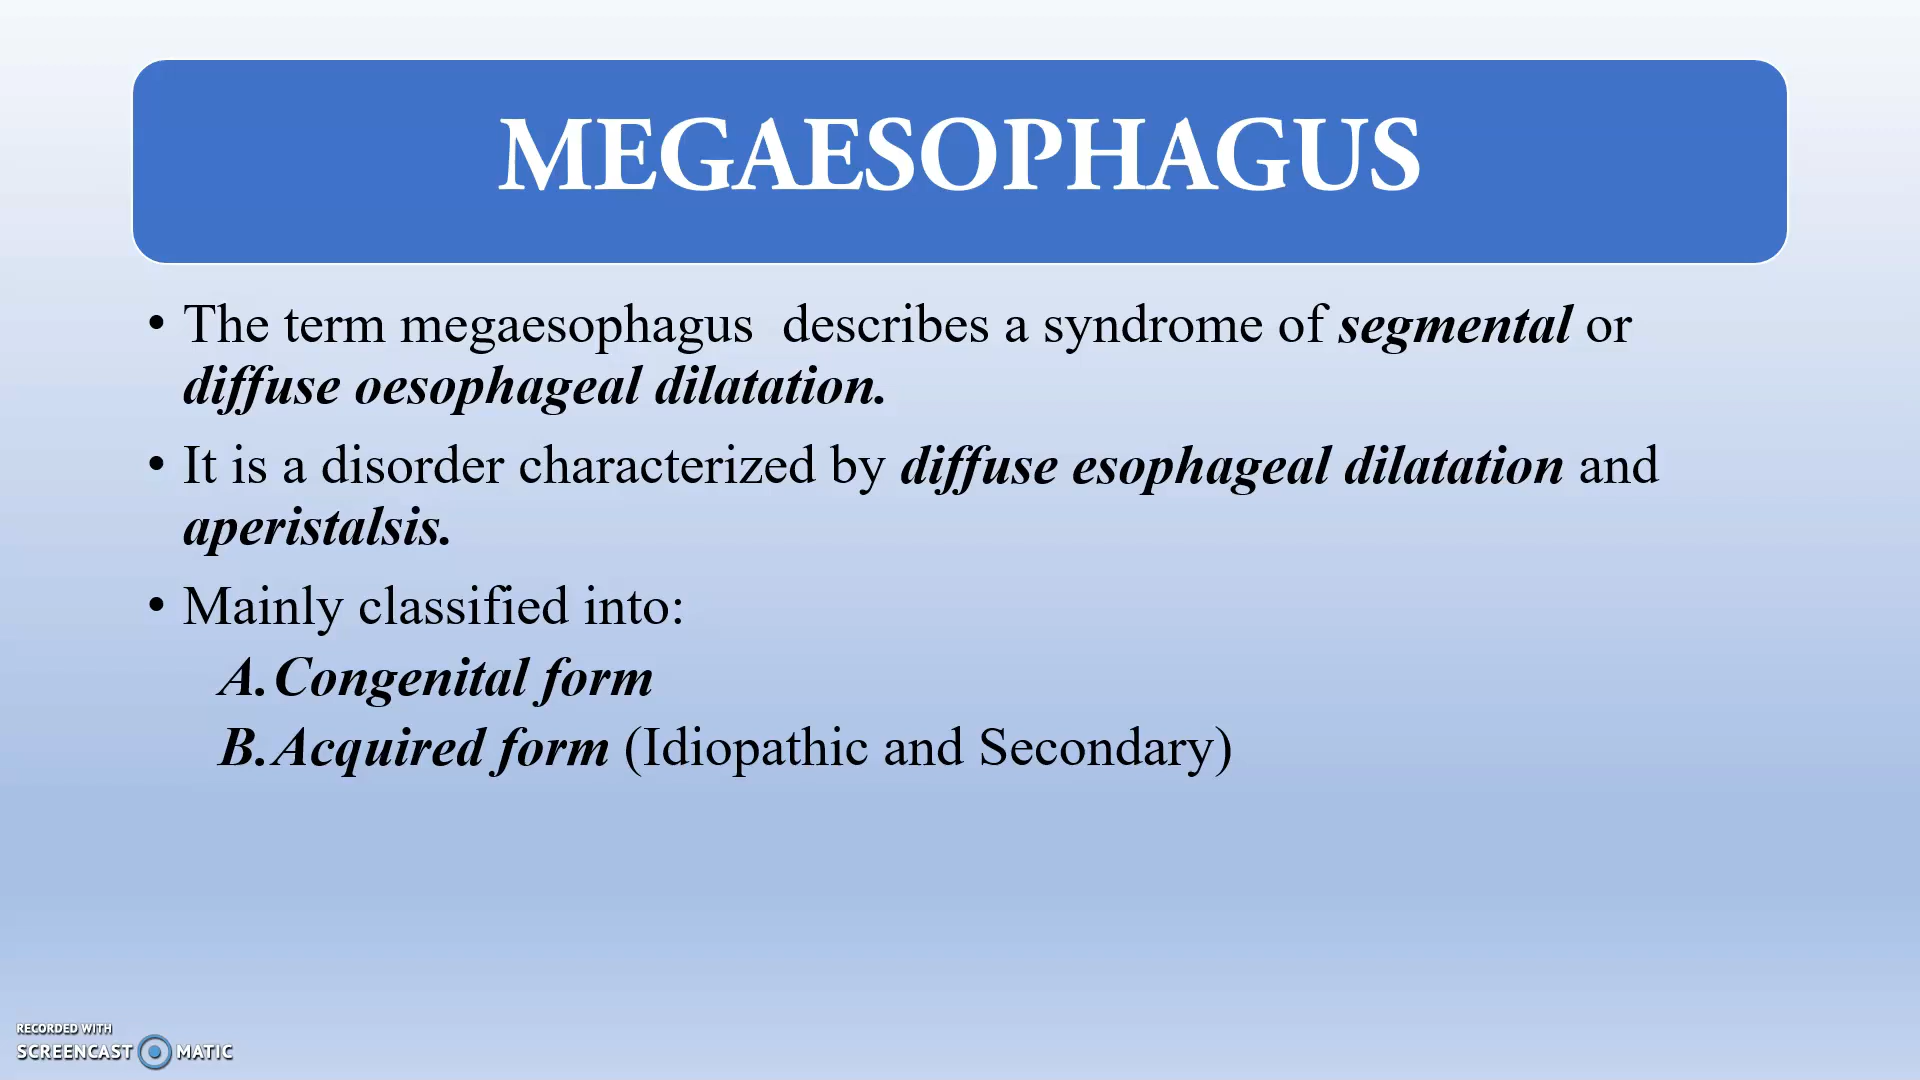 MEGAESOPHAGUS
• The term megaesophagus  describes a syndrome of segmental or
diffuse oesophageal dilatation.
• It is a disorder characterized by diffuse esophageal dilatation and
aperistalsis.
• Mainly classified into:
A. Congenital form
B. Acquired form (Idiopathic and Secondary)
RECORDED WITH
SCREENCAST MATIC